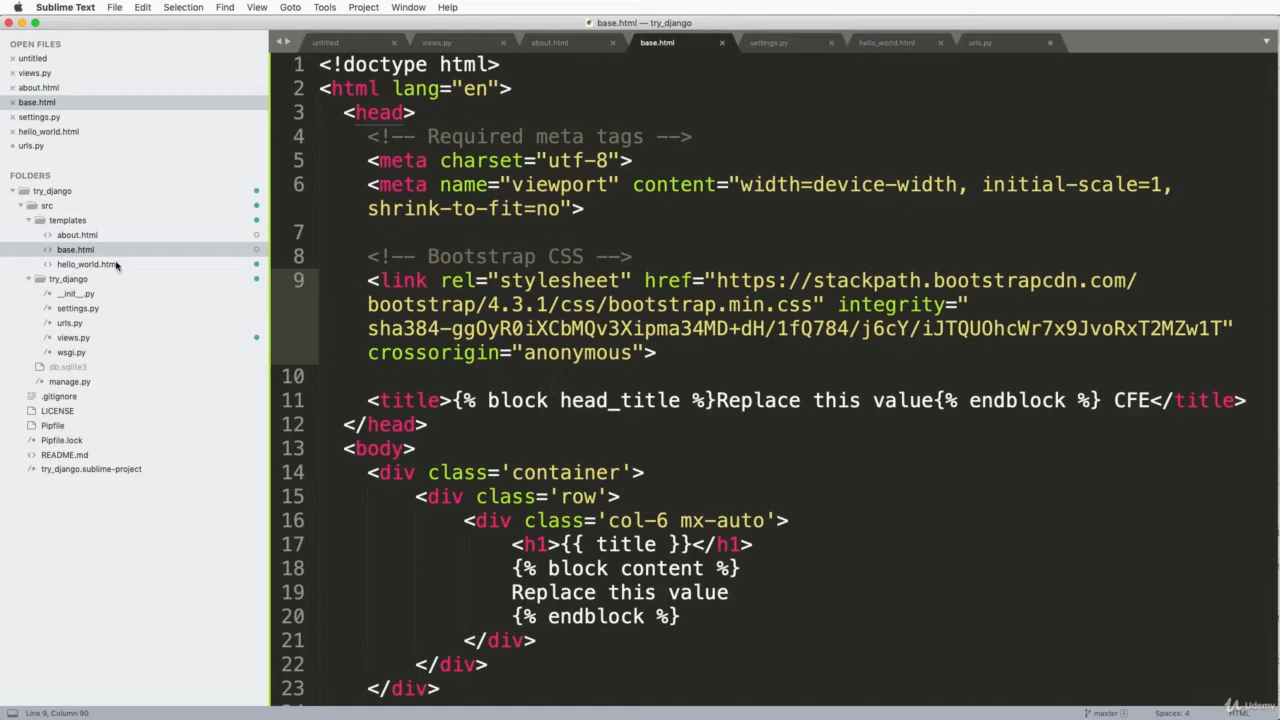 Sublime Text File Edit Selection Find View Goto Tools Project Window Help
base.html — try_django
OPEN FILES
untitled
views.py
about.html
base.html
settings.py
hello_world.html
urls.py
FOLDERS
try_django
src
templates
about.html
base.html
hello_world.html
try_django
__init__.py
settings.py
urls.py
views.py
wsgi.py
db.sqlite3
manage.py
.gitignore
LICENSE
Pipfile
Pipfile.lock
README.md
try_django.sublime-project
untitled views.py about.html base.html settings.py hello_world.html urls.py
1 <!doctype html>
2 <html lang="en">
3 <head>
4 <!-- Required meta tags -->
5 <meta charset="utf-8">
6 <meta name="viewport" content="width=device-width, initial-scale=1,
shrink-to-fit=no">
7
8 <!-- Bootstrap CSS -->
9 <link rel="stylesheet" href="https://stackpath.bootstrapcdn.com/
bootstrap/4.3.1/css/bootstrap.min.css" integrity="
sha384-ggOyR0iXCbMQv3Xipma34MD+dH/1fQ784/j6cY/iJTQUOhcWr7x9JvoRxT2MZw1T"
crossorigin="anonymous">
10
11 <title>{% block head_title %}Replace this value{% endblock %} CFE</title>
12 </head>
13 <body>
14 <div class='container'>
15 <div class='row'>
16 <div class='col-6 mx-auto'>
17 <h1>{{ title }}</h1>
18 {% block content %}
19 Replace this value
20 {% endblock %}
21 </div>
22 </div>
23 </div>
Line 9, Column 90
master
Spaces: 4
HTML
Udemy